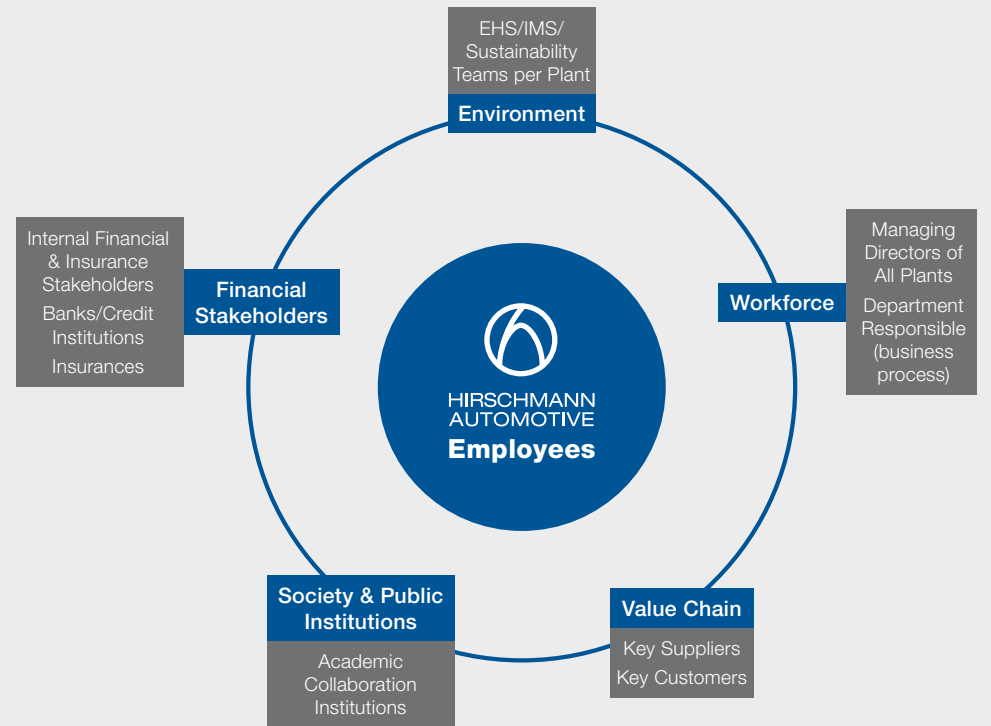 EHS/IMS/
Sustainability
Teams per Plant
Environment
Internal Financial
& Insurance
Stakeholders
Banks/Credit
Institutions
Insurances
Financial
Stakeholders
Workforce
Managing
Directors of
All Plants
Department
Responsible
(business
process)
HIRSCHMANN
AUTOMOTIVE
Employees
Society & Public
Institutions
Academic
Collaboration
Institutions
Value Chain
Key Suppliers
Key Customers